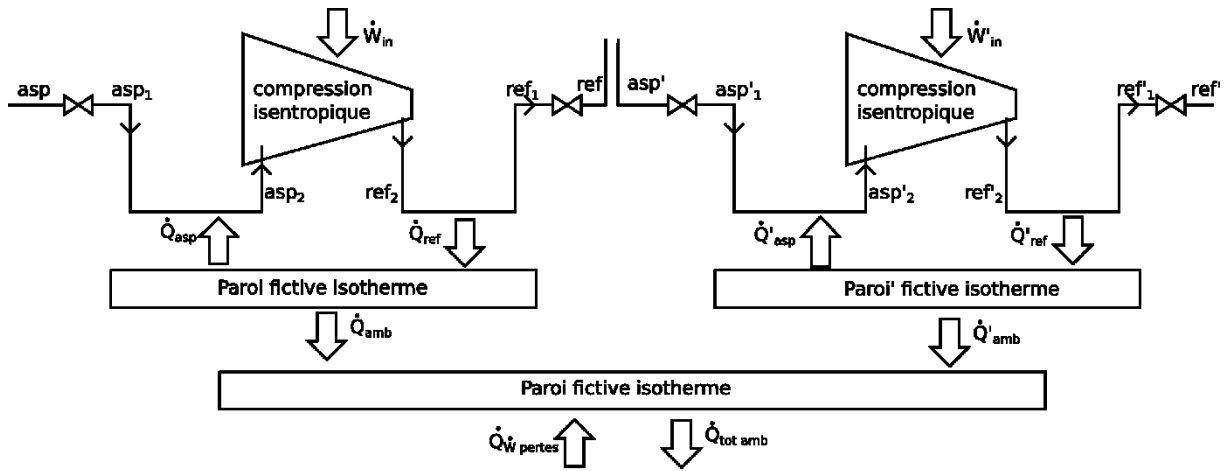 Ẇin
Ẇ'in
asp
asp1
compression
isentropique
ref1
ref
asp'
asp'1
compression
isentropique
ref'1
ref'
asp2
ref2
asp'2
ref'2
Q̇asp
Q̇ref
Q̇'asp
Q̇'ref
Paroi fictive isotherme
Paroi' fictive isotherme
Q̇amb
Q̇'amb
Paroi fictive isotherme
Q̇Ẇ pertes
Q̇tot amb